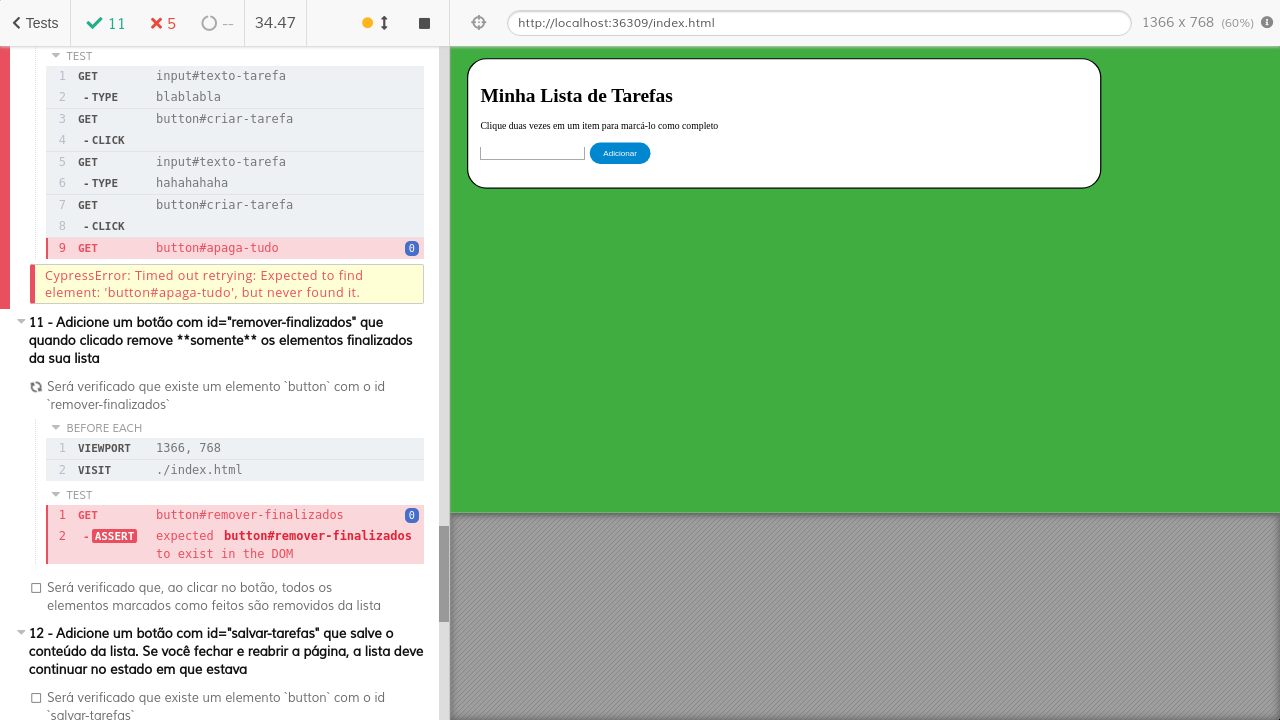 Tests 11 5 -- 34.47
http://localhost:36309/index.html 1366 x 768 (60%)
TEST
1 GET input#texto-tarefa
2 - TYPE blablabla
3 GET button#criar-tarefa
4 - CLICK
5 GET input#texto-tarefa
6 - TYPE hahahahaha
7 GET button#criar-tarefa
8 - CLICK
9 GET button#apaga-tudo 0
CypressError: Timed out retrying: Expected to find
element: 'button#apaga-tudo', but never found it.
11 - Adicione um botão com id="remover-finalizados" que
quando clicado remove **somente** os elementos finalizados
da sua lista
Será verificado que existe um elemento `button` com o id
`remover-finalizados`
BEFORE EACH
1 VIEWPORT 1366, 768
2 VISIT ./index.html
TEST
1 GET button#remover-finalizados 0
2 - ASSERT expected button#remover-finalizados
to exist in the DOM
Será verificado que, ao clicar no botão, todos os
elementos marcados como feitos são removidos da lista
12 - Adicione um botão com id="salvar-tarefas" que salve o
conteúdo da lista. Se você fechar e reabrir a página, a lista deve
continuar no estado em que estava
Será verificado que existe um elemento `button` com o id
`salvar-tarefas`
Minha Lista de Tarefas
Clique duas vezes em um item para marcá-lo como completo
Adicionar